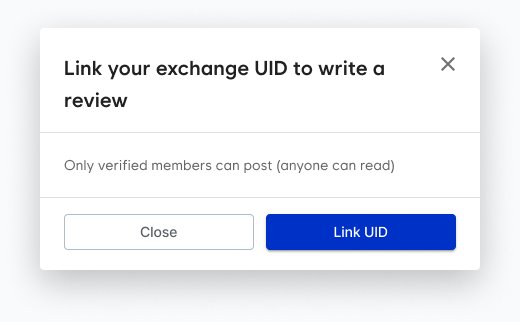 Link your exchange UID to write a
review
Only verified members can post (anyone can read)
Close
Link UID